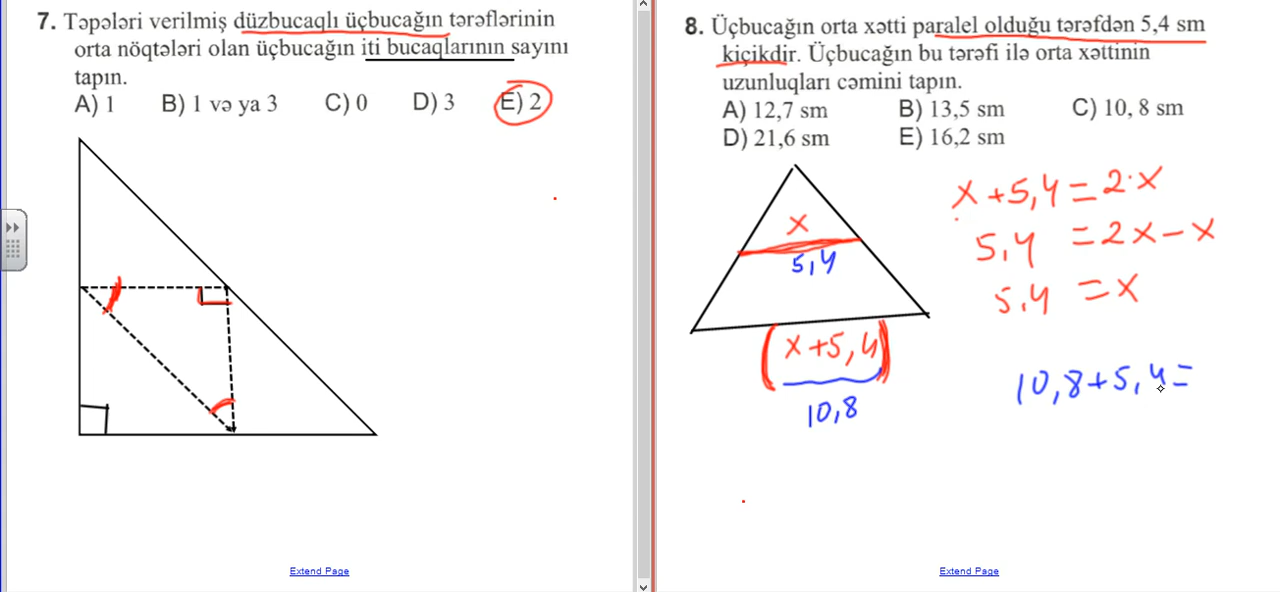 7. Təpələri verilmiş düzbucaqlı üçbucağın tərəflərinin
orta nöqtələri olan üçbucağın iti bucaqlarının sayını
tapın.
A) 1 B) 1 və ya 3 C) 0 D) 3 E) 2
8. Üçbucağın orta xətti paralel olduğu tərəfdən 5,4 sm
kiçikdir. Üçbucağın bu tərəfi ilə orta xəttinin
uzunluqları cəmini tapın.
A) 12,7 sm B) 13,5 sm C) 10, 8 sm
D) 21,6 sm E) 16,2 sm
x
5,4
(x+5,4)
10,8
x+5,4=2·x
5,4 =2x-x
5,4 =x
10,8+5,4=
Extend Page
Extend Page